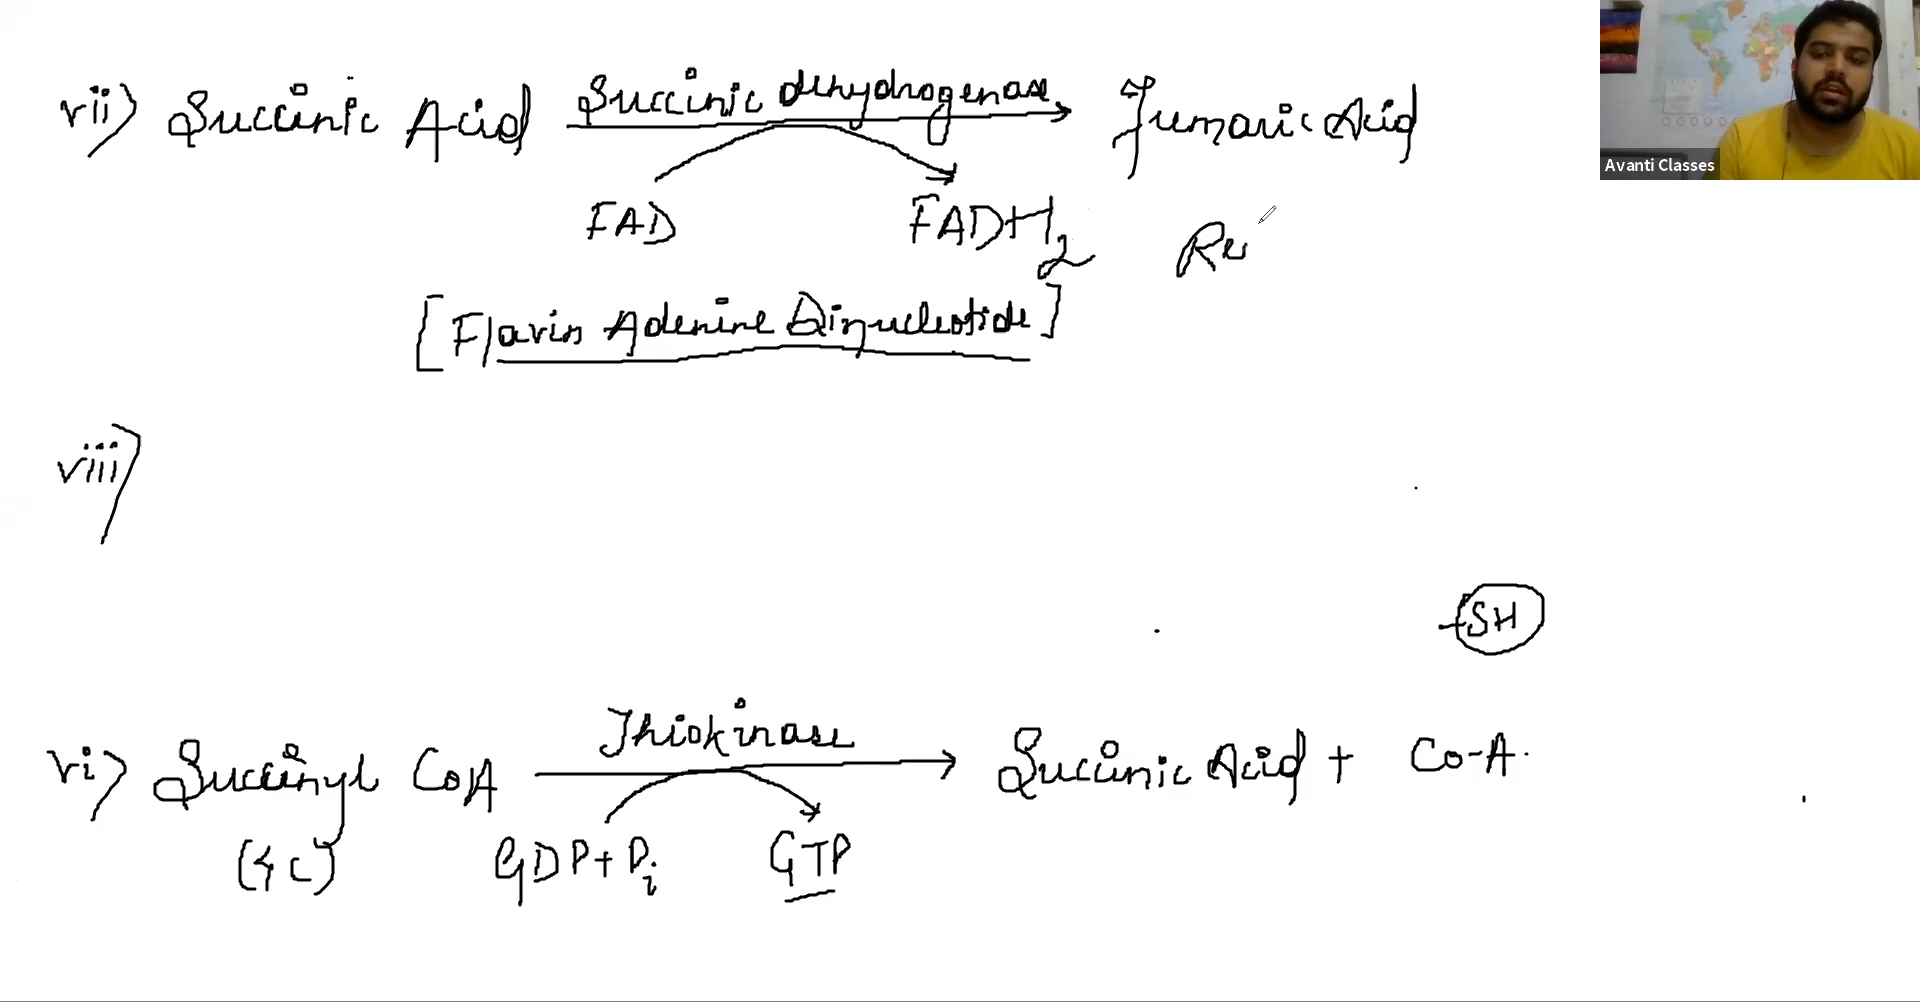 vii) Succinic Acid Succinic dehydrogenase Fumaric Acid
Avanti Classes
FAD FADH2 Re
[Flavin Adenine Dinucleotide]
viii)
-SH
vi) Succinyl CoA Thiokinase Succinic Acid + Co-A.
(4C) GDP + Pi GTP